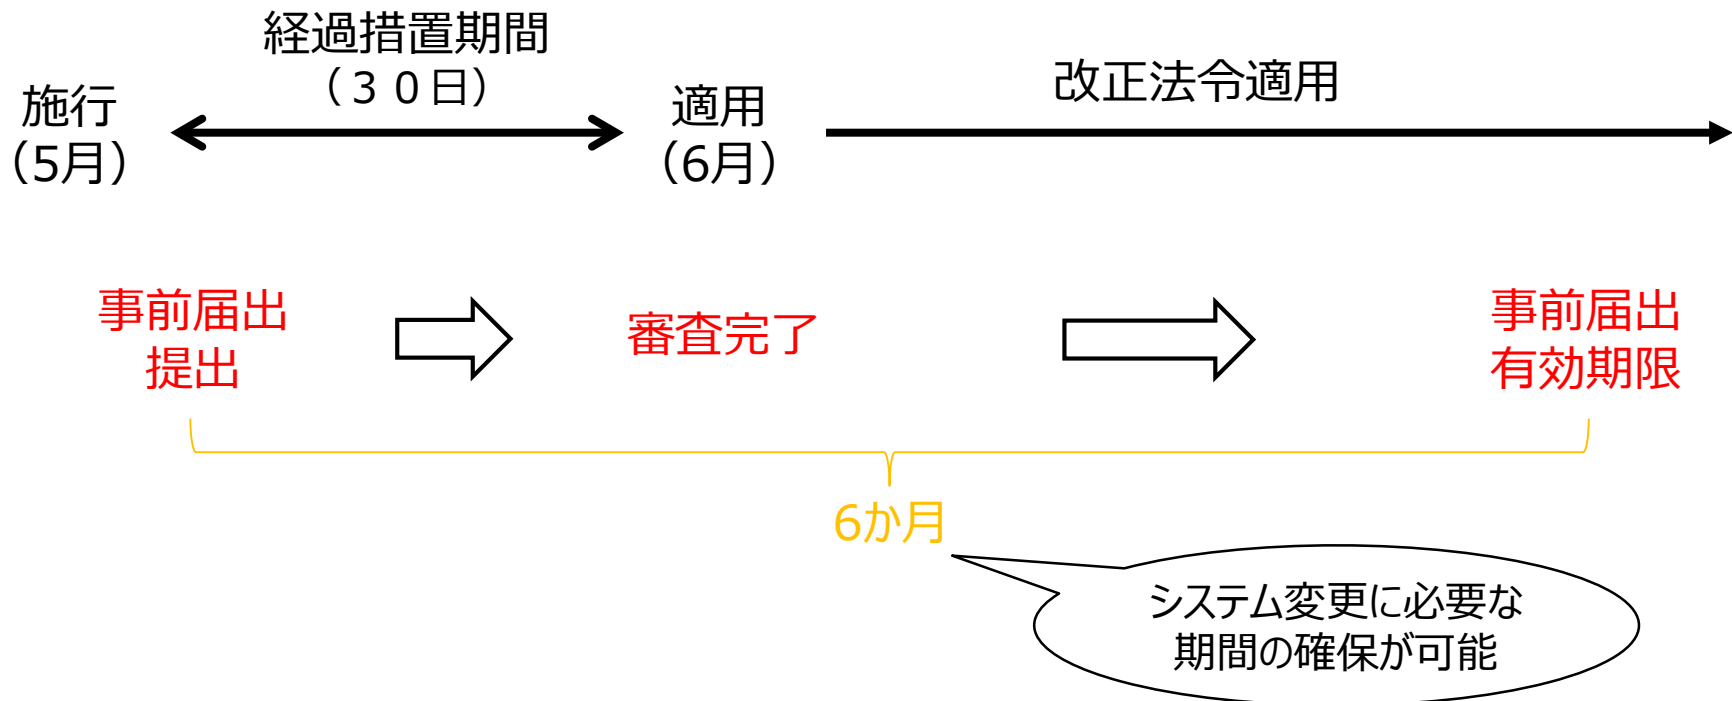 経過措置期間
（３０日）
施行
（5月）
適用
（6月）
改正法令適用
事前届出
提出
審査完了
事前届出
有効期限
6か月
システム変更に必要な
期間の確保が可能